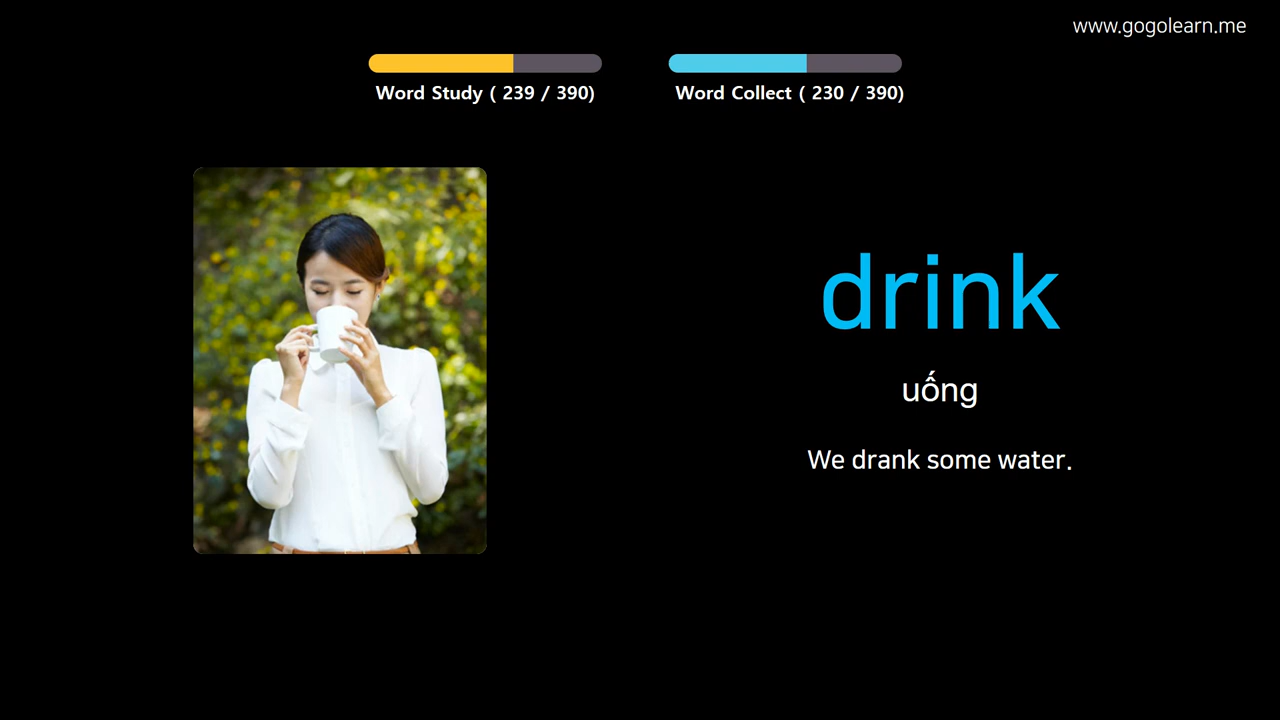 www.gogolearn.me
Word Study ( 239 / 390)
Word Collect ( 230 / 390)
drink
uống
We drank some water.